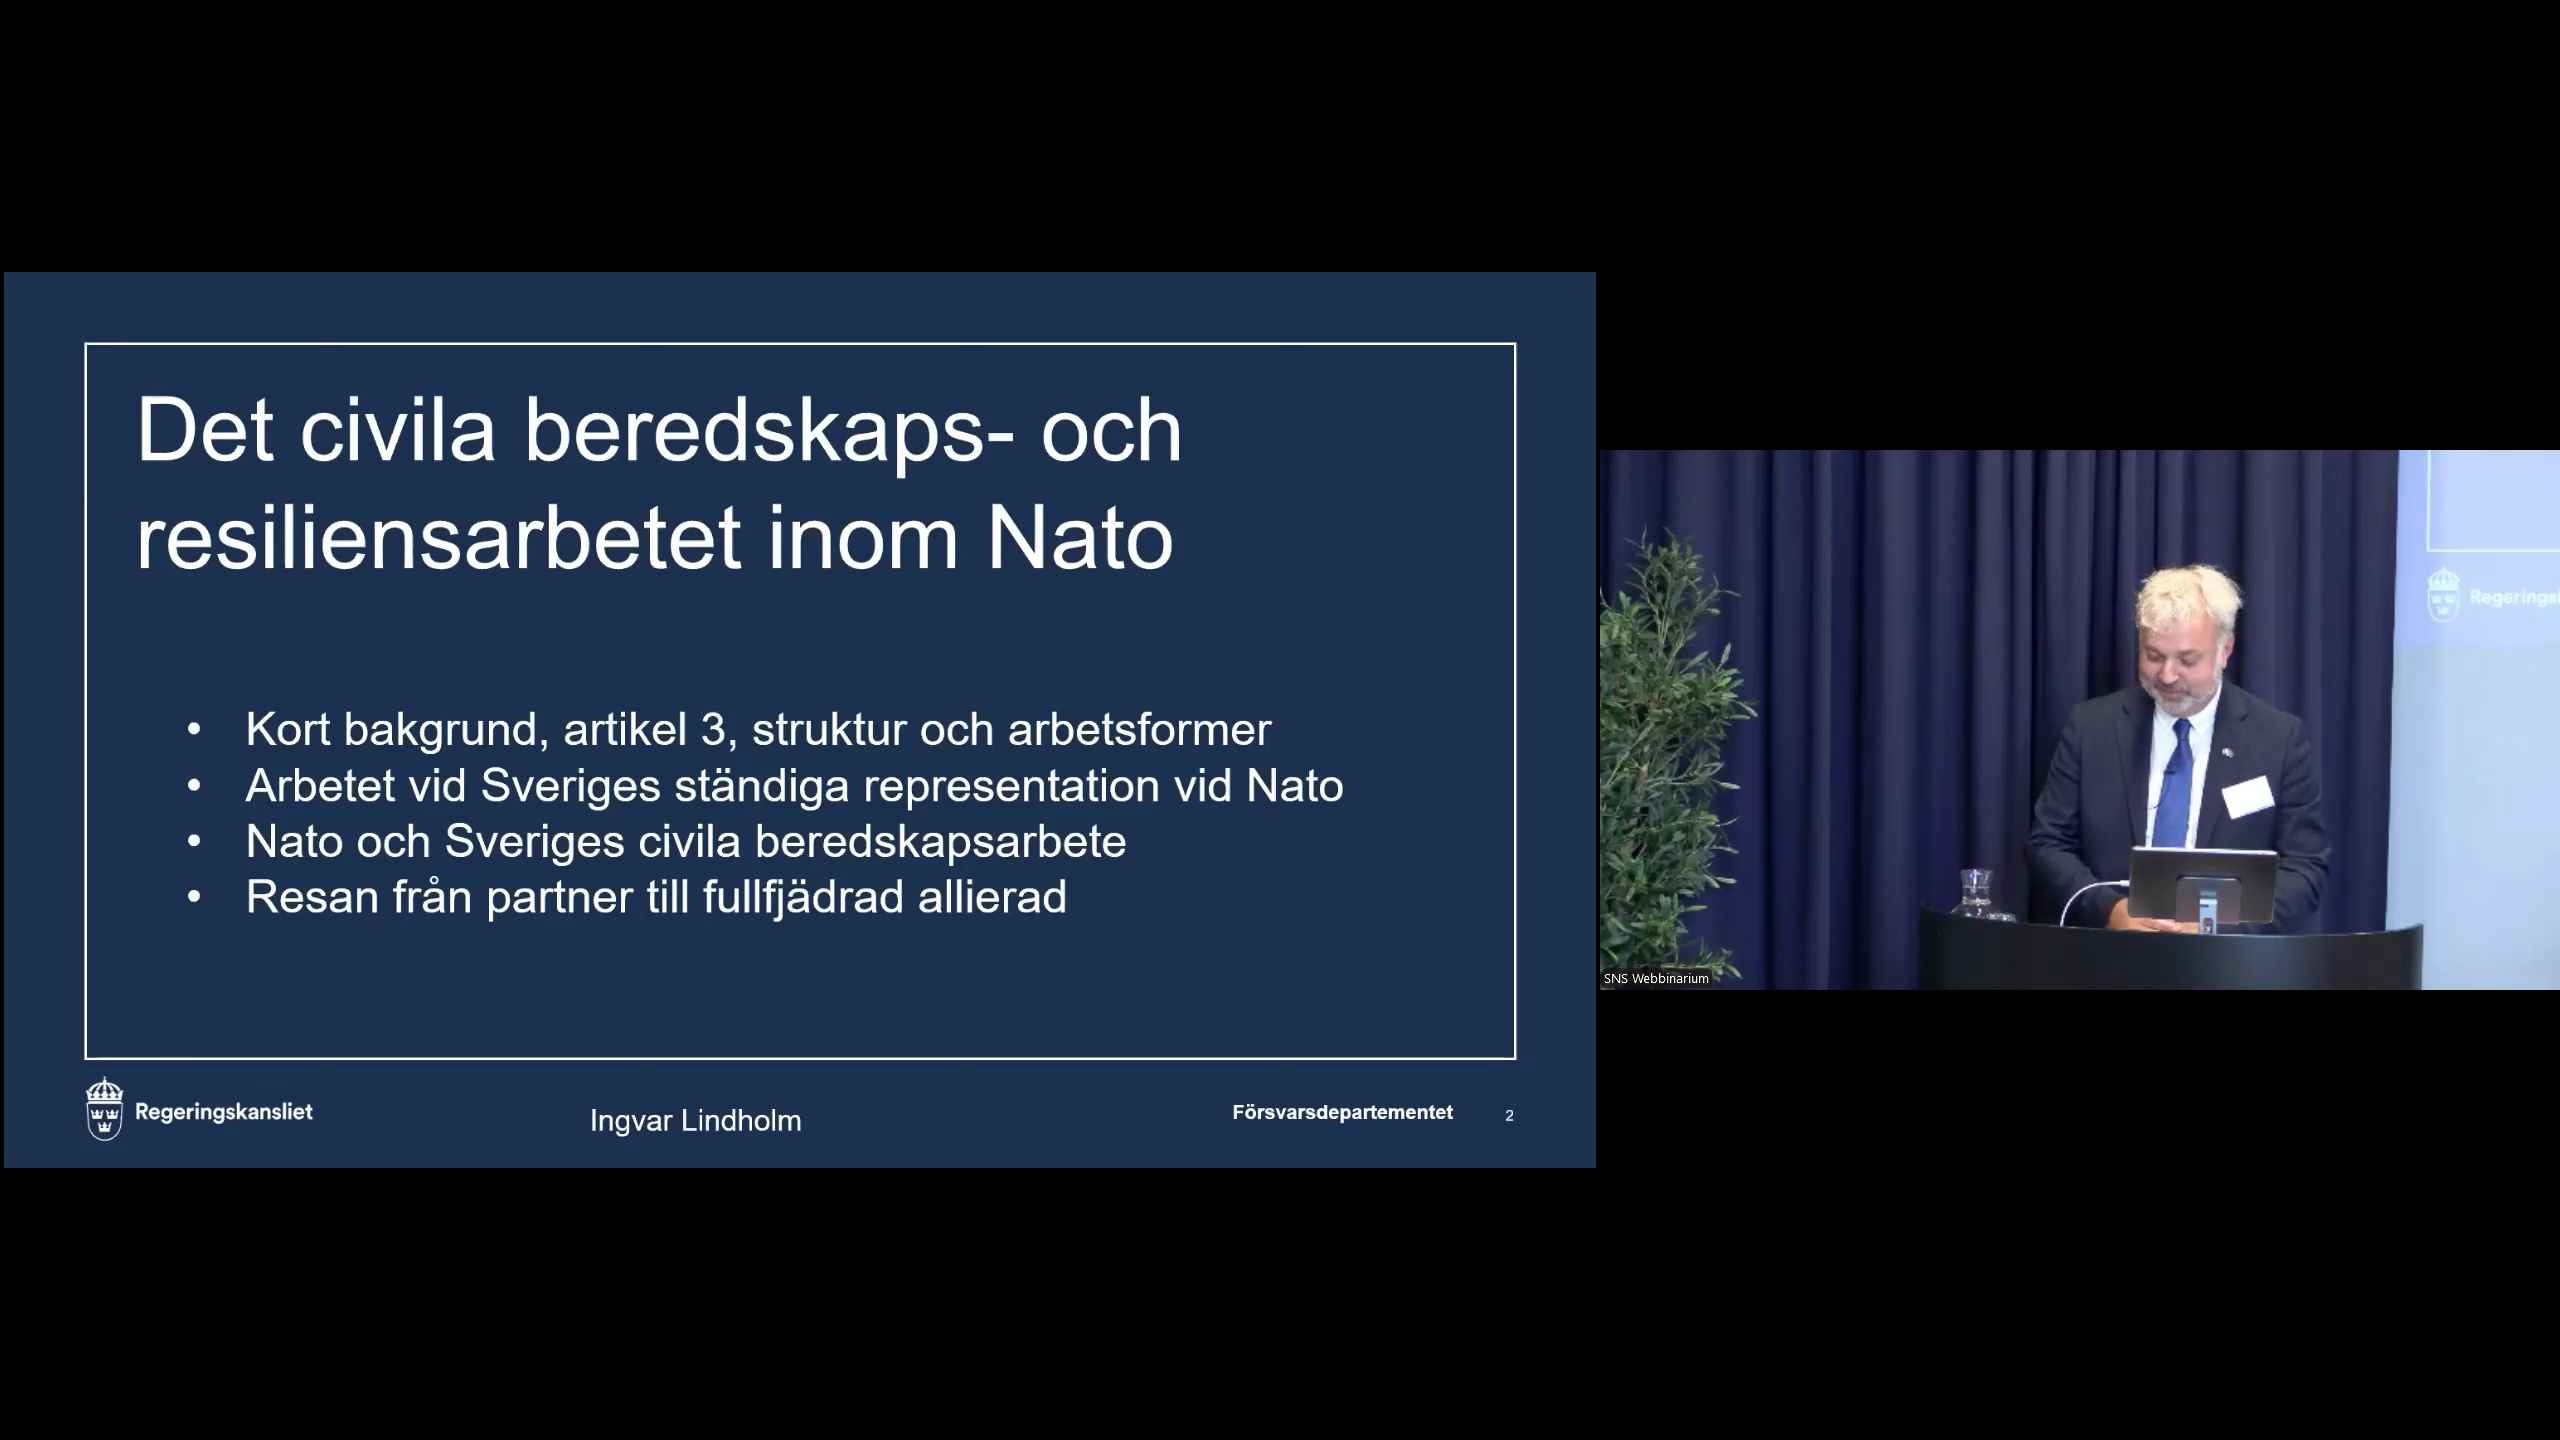 Det civila beredskaps- och
resiliensarbetet inom Nato
• Kort bakgrund, artikel 3, struktur och arbetsformer
• Arbetet vid Sveriges ständiga representation vid Nato
• Nato och Sveriges civila beredskapsarbete
• Resan från partner till fullfjädrad allierad
Regeringskansliet
Ingvar Lindholm
Försvarsdepartementet
2
SNS Webbinarium